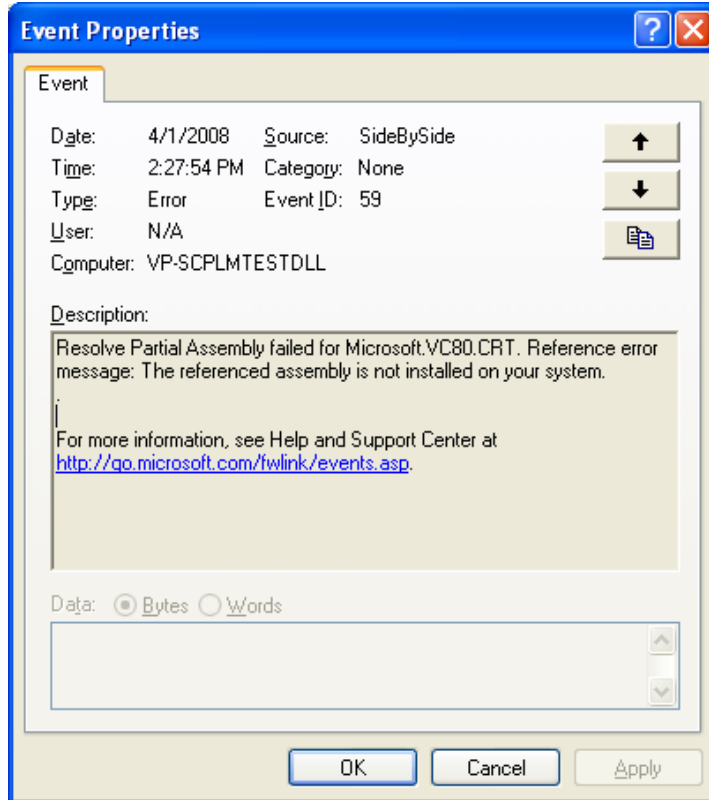 Event Properties
Event
Date: 4/1/2008 Source: SideBySide
Time: 2:27:54 PM Category: None
Type: Error Event ID: 59
User: N/A
Computer: VP-SCPLMTESTDLL
Description:
Resolve Partial Assembly failed for Microsoft.VC80.CRT. Reference error
message: The referenced assembly is not installed on your system.
.
For more information, see Help and Support Center at
http://go.microsoft.com/fwlink/events.asp.
Data: Bytes Words
OK Cancel Apply